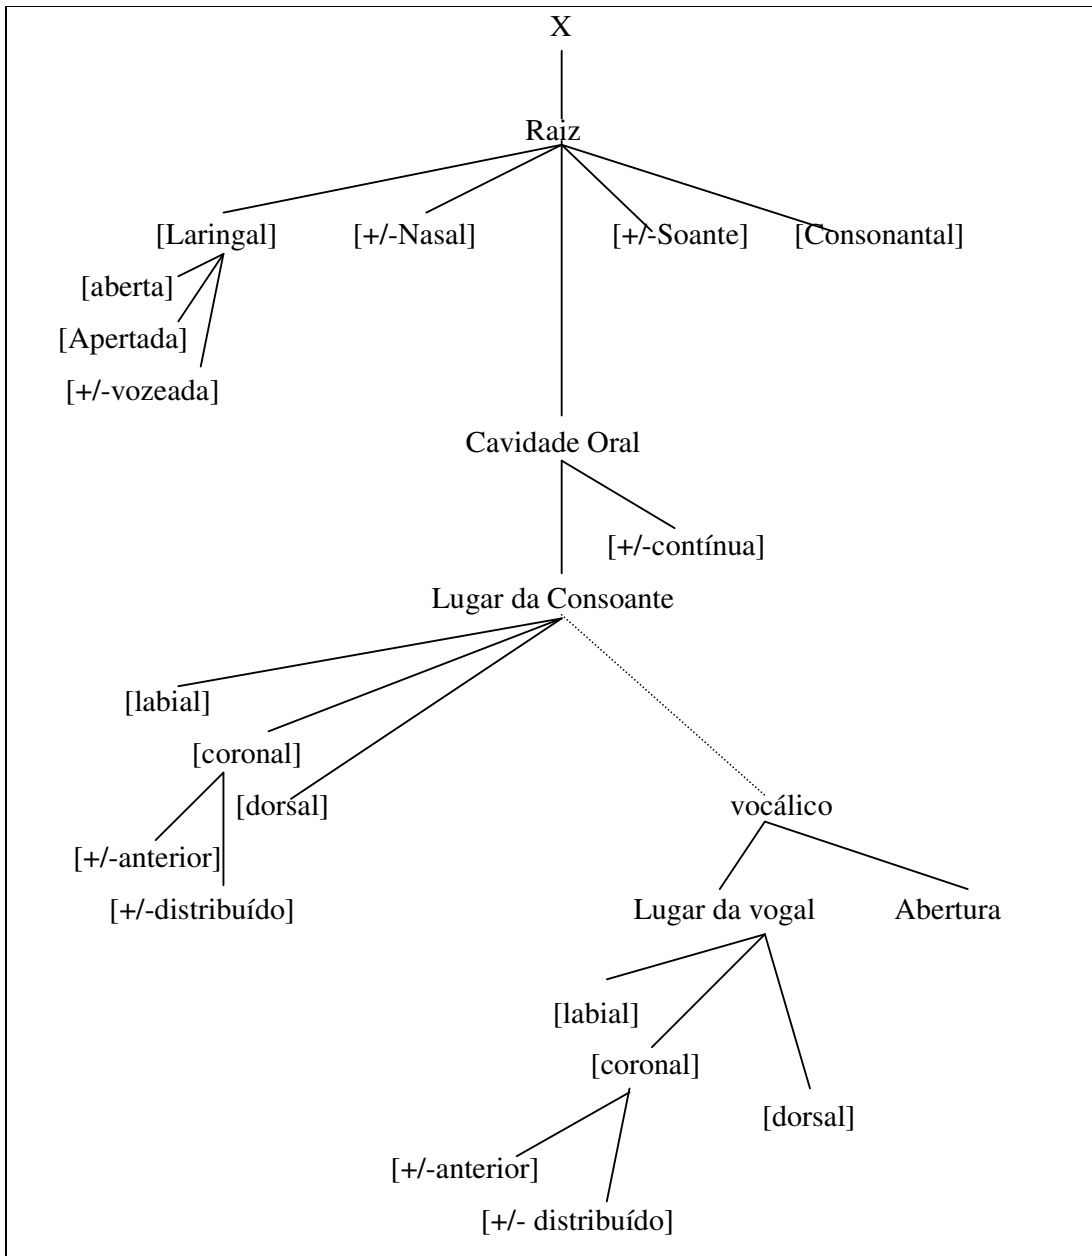 X
Raiz
[Laringal] [+/-Nasal] [+/-Soante] [Consonantal]
[aberta]
[Apertada]
[+/-vozeada]
Cavidade Oral
[+/-contínua]
Lugar da Consoante
[labial]
[coronal]
[dorsal] vocálico
[+/-anterior]
[+/-distribuído] Lugar da vogal Abertura
[labial]
[coronal]
[dorsal]
[+/-anterior]
[+/- distribuído]